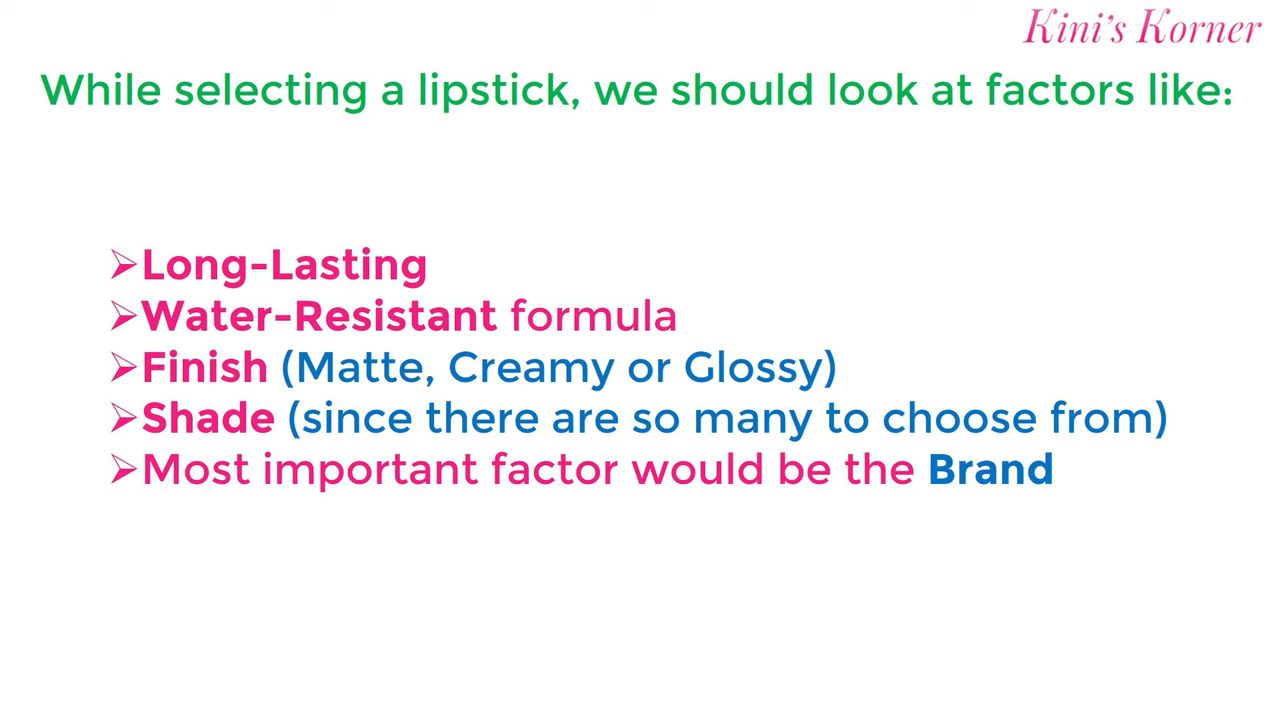 Kini's Korner
While selecting a lipstick, we should look at factors like:
➢Long-Lasting
➢Water-Resistant formula
➢Finish (Matte, Creamy or Glossy)
➢Shade (since there are so many to choose from)
➢Most important factor would be the Brand